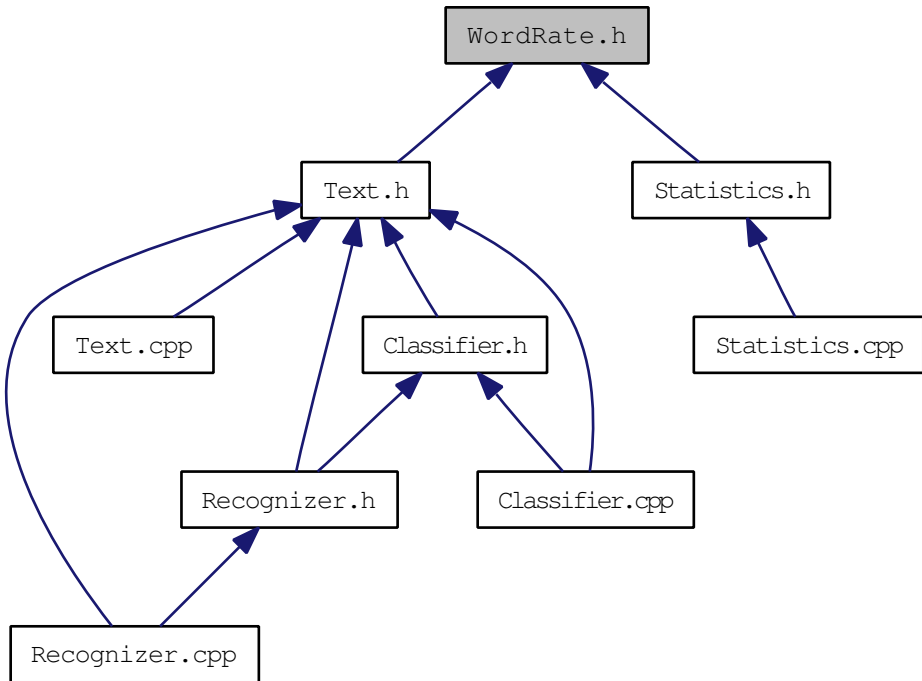 WordRate.h
Text.h
Statistics.h
Text.cpp
Classifier.h
Statistics.cpp
Recognizer.h
Classifier.cpp
Recognizer.cpp